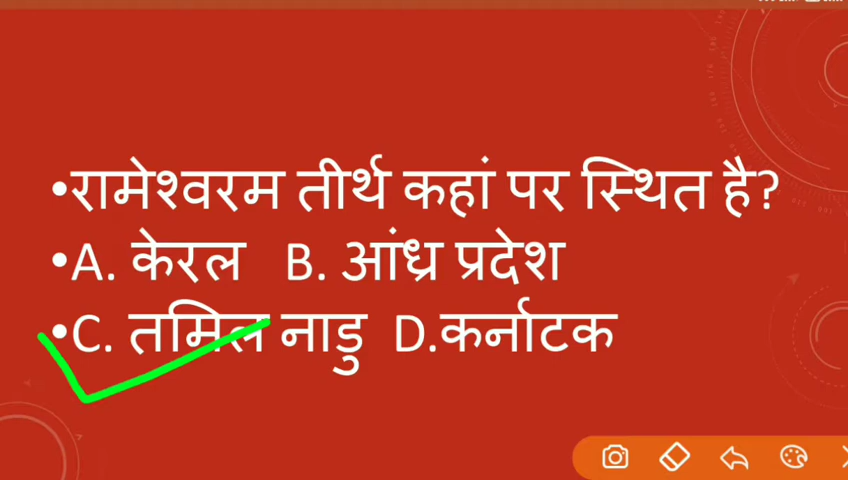 •रामेश्वरम तीर्थ कहां पर स्थित है?
•A. केरल B. आंध्र प्रदेश
•C. तमिल नाडु D.कर्नाटक